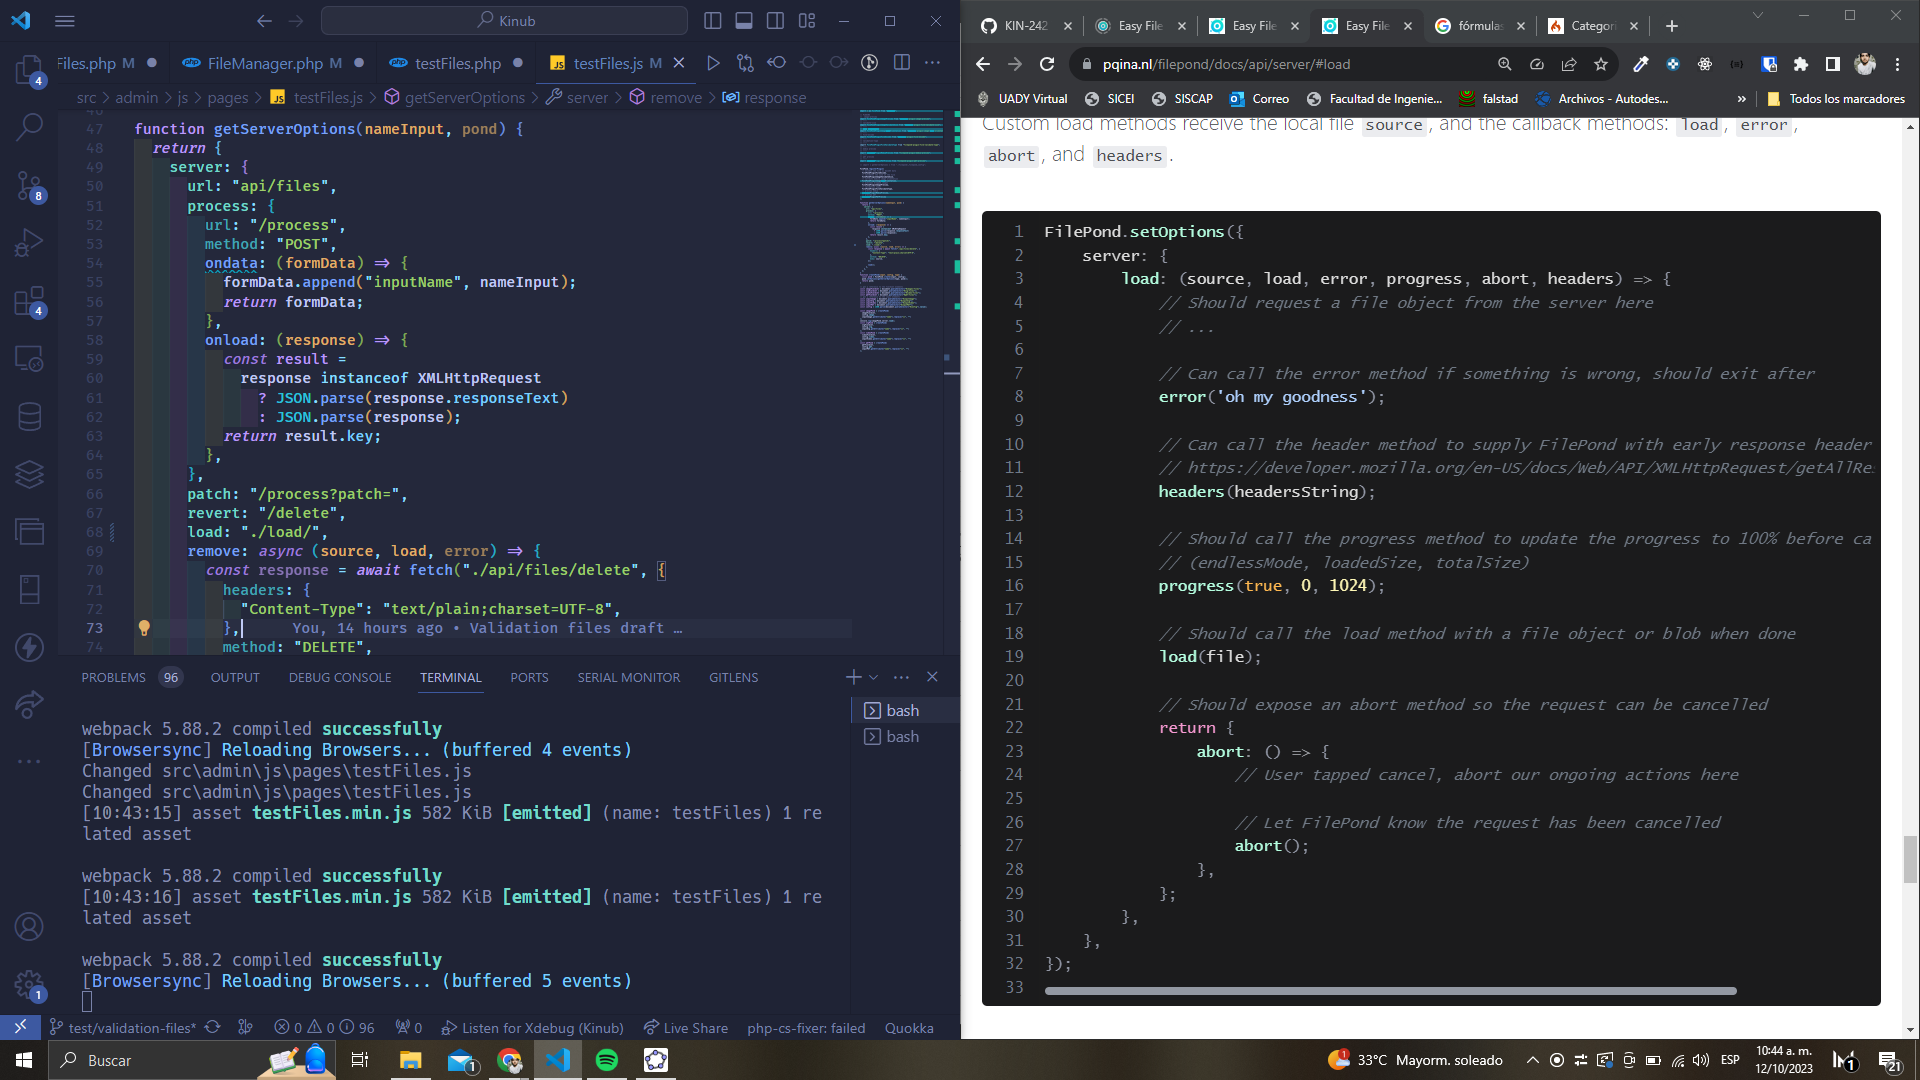 Kinub
Files.php M
FileManager.php M
testFiles.php
testFiles.js M
src > admin > js > pages > testFiles.js > getServerOptions > server > remove > response
47 function getServerOptions(nameInput, pond) {
48 return {
49 server: {
50 url: "api/files",
51 process: {
52 url: "/process",
53 method: "POST",
54 ondata: (formData) => {
55 formData.append("inputName", nameInput);
56 return formData;
57 },
58 onload: (response) => {
59 const result =
60 response instanceof XMLHttpRequest
61 ? JSON.parse(response.responseText)
62 : JSON.parse(response);
63 return result.key;
64 },
65 },
66 patch: "/process?patch=",
67 revert: "/delete",
68 load: "./load/",
69 remove: async (source, load, error) => {
70 const response = await fetch("./api/files/delete", {
71 headers: {
72 "Content-Type": "text/plain;charset=UTF-8",
73 }, You, 14 hours ago • Validation files draft …
74 method: "DELETE",
PROBLEMS 96 OUTPUT DEBUG CONSOLE TERMINAL PORTS SERIAL MONITOR GITLENS
bash
bash
webpack 5.88.2 compiled successfully
[Browsersync] Reloading Browsers... (buffered 4 events)
Changed src\admin\js\pages\testFiles.js
Changed src\admin\js\pages\testFiles.js
[10:43:15] asset testFiles.min.js 582 KiB [emitted] (name: testFiles) 1 re
lated asset
webpack 5.88.2 compiled successfully
[10:43:16] asset testFiles.min.js 582 KiB [emitted] (name: testFiles) 1 re
lated asset
webpack 5.88.2 compiled successfully
[Browsersync] Reloading Browsers... (buffered 5 events)
4
8
4
1
test/validation-files* 0 0 96 0 Listen for Xdebug (Kinub) Live Share php-cs-fixer: failed Quokka
KIN-242
Easy File
Easy File
Easy File
fórmulas
Categor
pqina.nl/filepond/docs/api/server/#load
UADY Virtual SICEI SISCAP Correo Facultad de Ingenie... falstad Archivos - Autodes... » Todos los marcadores
Custom load methods receive the local file source, and the callback methods: load, error,
abort, and headers.
1 FilePond.setOptions({
2 server: {
3 load: (source, load, error, progress, abort, headers) => {
4 // Should request a file object from the server here
5 // ...
6
7 // Can call the error method if something is wrong, should exit after
8 error('oh my goodness');
9
10 // Can call the header method to supply FilePond with early response header
11 // https://developer.mozilla.org/en-US/docs/Web/API/XMLHttpRequest/getAllRes
12 headers(headersString);
13
14 // Should call the progress method to update the progress to 100% before ca
15 // (endlessMode, loadedSize, totalSize)
16 progress(true, 0, 1024);
17
18 // Should call the load method with a file object or blob when done
19 load(file);
20
21 // Should expose an abort method so the request can be cancelled
22 return {
23 abort: () => {
24 // User tapped cancel, abort our ongoing actions here
25
26 // Let FilePond know the request has been cancelled
27 abort();
28 },
29 };
30 },
31 },
32 });
33
Buscar
1
33°C Mayorm. soleado
ESP
10:44 a. m.
12/10/2023
1
21